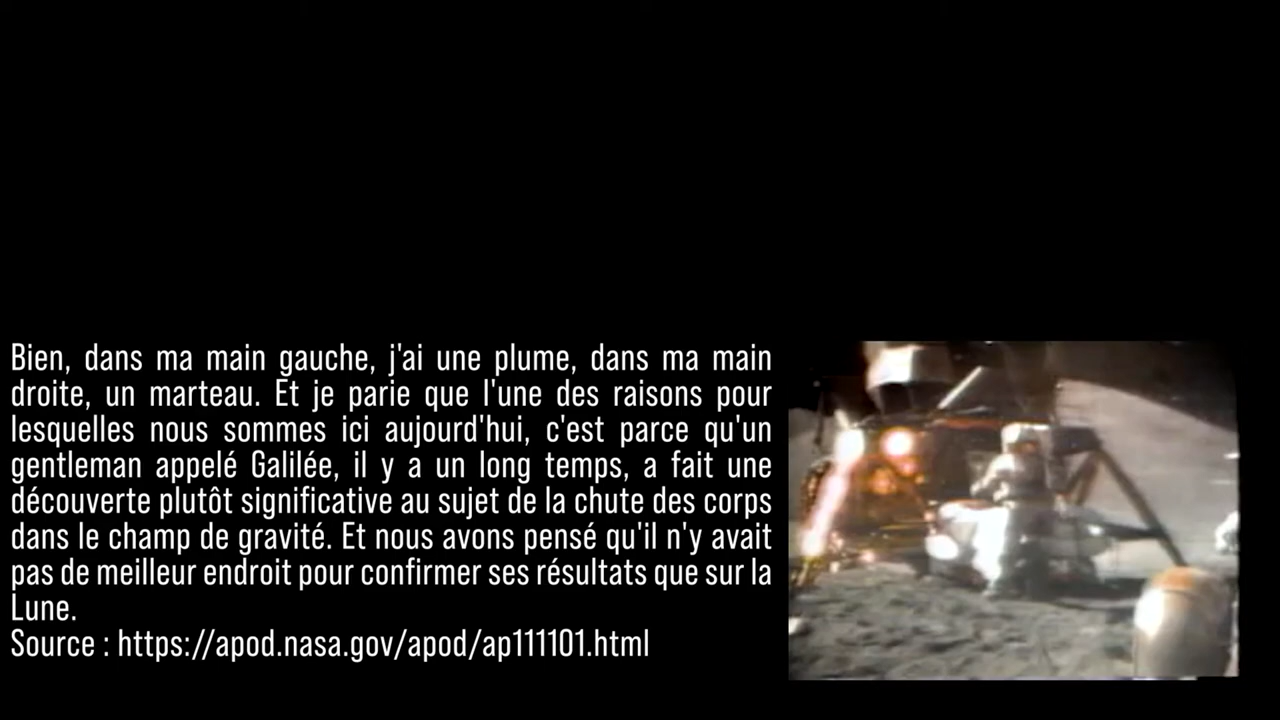 Bien, dans ma main gauche, j'ai une plume, dans ma main
droite, un marteau. Et je parie que l'une des raisons pour
lesquelles nous sommes ici aujourd'hui, c'est parce qu'un
gentleman appelé Galilée, il y a un long temps, a fait une
découverte plutôt significative au sujet de la chute des corps
dans le champ de gravité. Et nous avons pensé qu'il n'y avait
pas de meilleur endroit pour confirmer ses résultats que sur la
Lune.
Source : https://apod.nasa.gov/apod/ap111101.html